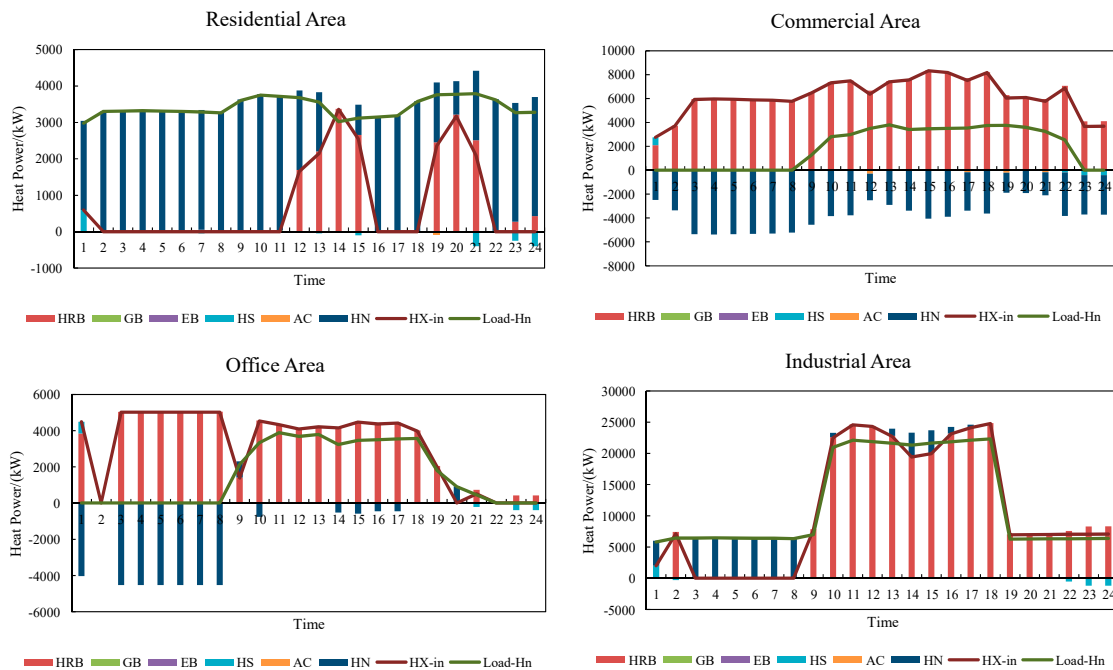 Residential Area
5000
4000
3000
2000
1000
0
-1000
Heat Power/(kW)
1 2 3 4 5 6 7 8 9 10 11 12 13 14 15 16 17 18 19 20 21 22 23 24
Time
HRB GB EB HS AC HN HX-in Load-Hn
Commercial Area
10000
8000
6000
4000
2000
0
-2000
-4000
-6000
-8000
Heat Power/(kW)
1 2 3 4 5 6 7 8 9 10 11 12 13 14 15 16 17 18 19 20 21 22 23 24
Time
HRB GB EB HS AC HN HX-in Load-Hn
Office Area
6000
4000
2000
0
-2000
-4000
-6000
Heat Power/(kW)
1 2 3 4 5 6 7 8 9 10 11 12 13 14 15 16 17 18 19 20 21 22 23 24
HRB GB EB HS AC HN HX-in Load-Hn
Industrial Area
30000
25000
20000
15000
10000
5000
0
-5000
Heat Power/(kW)
1 2 3 4 5 6 7 8 9 10 11 12 13 14 15 16 17 18 19 20 21 22 23 24
HRB GB EB HS AC HN HX-in Load-Hn